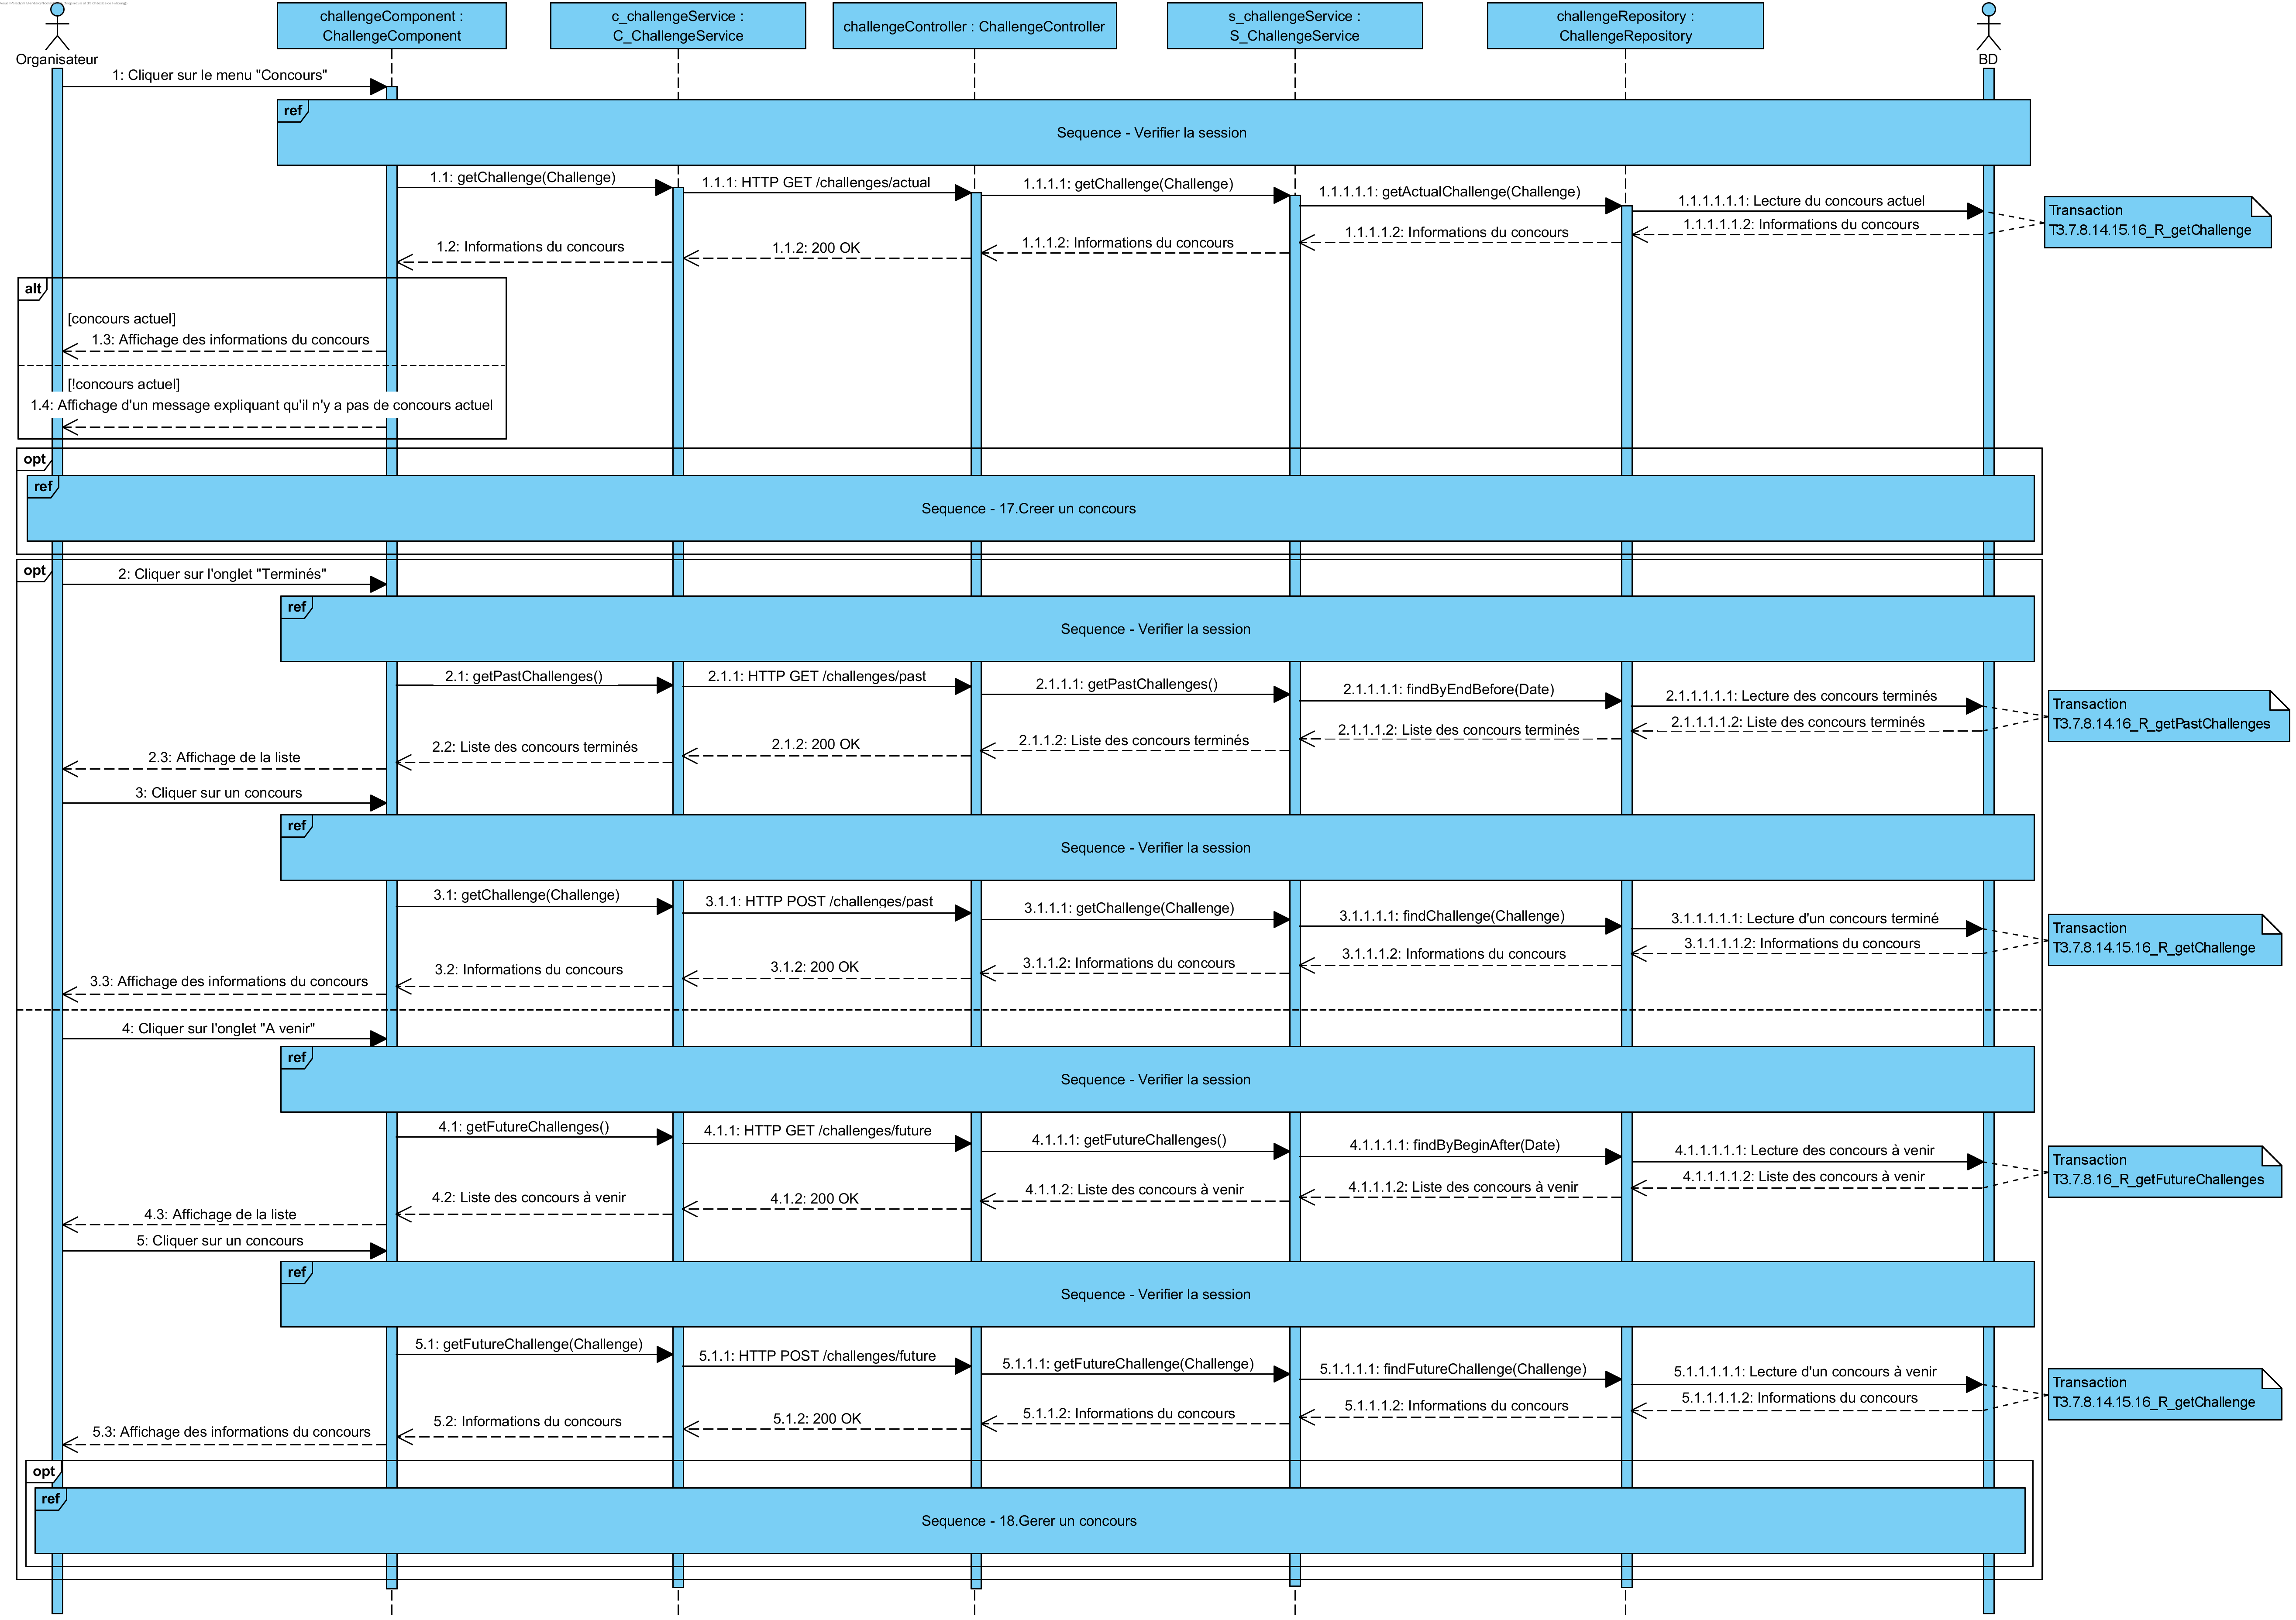 Organisateur
challengeComponent :
ChallengeComponent
c_challengeService :
C_ChallengeService
challengeController : ChallengeController
s_challengeService :
S_ChallengeService
challengeRepository :
ChallengeRepository
BD
1: Cliquer sur le menu "Concours"
ref
Sequence - Verifier la session
1.1: getChallenge(Challenge)
1.1.1: HTTP GET /challenges/actual
1.1.1.1: getChallenge(Challenge)
1.1.1.1.1: getActualChallenge(Challenge)
1.1.1.1.1.1: Lecture du concours actuel
Transaction
T3.7.8.14.15.16_R_getChallenge
1.2: Informations du concours
1.1.2: 200 OK
1.1.1.2: Informations du concours
1.1.1.1.2: Informations du concours
1.1.1.1.1.2: Informations du concours
alt
[concours actuel]
1.3: Affichage des informations du concours
[!concours actuel]
1.4: Affichage d'un message expliquant qu'il n'y a pas de concours actuel
opt
ref
Sequence - 17.Creer un concours
opt
2: Cliquer sur l'onglet "Terminés"
ref
Sequence - Verifier la session
2.1: getPastChallenges()
2.1.1: HTTP GET /challenges/past
2.1.1.1: getPastChallenges()
2.1.1.1.1: findByEndBefore(Date)
2.1.1.1.1.1: Lecture des concours terminés
Transaction
T3.7.8.14.16_R_getPastChallenges
2.3: Affichage de la liste
2.2: Liste des concours terminés
2.1.2: 200 OK
2.1.1.2: Liste des concours terminés
2.1.1.1.2: Liste des concours terminés
2.1.1.1.1.2: Liste des concours terminés
3: Cliquer sur un concours
ref
Sequence - Verifier la session
3.1: getChallenge(Challenge)
3.1.1: HTTP POST /challenges/past
3.1.1.1: getChallenge(Challenge)
3.1.1.1.1: findChallenge(Challenge)
3.1.1.1.1.1: Lecture d'un concours terminé
Transaction
T3.7.8.14.15.16_R_getChallenge
3.3: Affichage des informations du concours
3.2: Informations du concours
3.1.2: 200 OK
3.1.1.2: Informations du concours
3.1.1.1.2: Informations du concours
3.1.1.1.1.2: Informations du concours
4: Cliquer sur l'onglet "A venir"
ref
Sequence - Verifier la session
4.1: getFutureChallenges()
4.1.1: HTTP GET /challenges/future
4.1.1.1: getFutureChallenges()
4.1.1.1.1: findByBeginAfter(Date)
4.1.1.1.1.1: Lecture des concours à venir
Transaction
T3.7.8.16_R_getFutureChallenges
4.3: Affichage de la liste
4.2: Liste des concours à venir
4.1.2: 200 OK
4.1.1.2: Liste des concours à venir
4.1.1.1.2: Liste des concours à venir
4.1.1.1.1.2: Liste des concours à venir
5: Cliquer sur un concours
ref
Sequence - Verifier la session
5.1: getFutureChallenge(Challenge)
5.1.1: HTTP POST /challenges/future
5.1.1.1: getFutureChallenge(Challenge)
5.1.1.1.1: findFutureChallenge(Challenge)
5.1.1.1.1.1: Lecture d'un concours à venir
Transaction
T3.7.8.14.15.16_R_getChallenge
5.3: Affichage des informations du concours
5.2: Informations du concours
5.1.2: 200 OK
5.1.1.2: Informations du concours
5.1.1.1.2: Informations du concours
5.1.1.1.1.2: Informations du concours
opt
ref
Sequence - 18.Gerer un concours